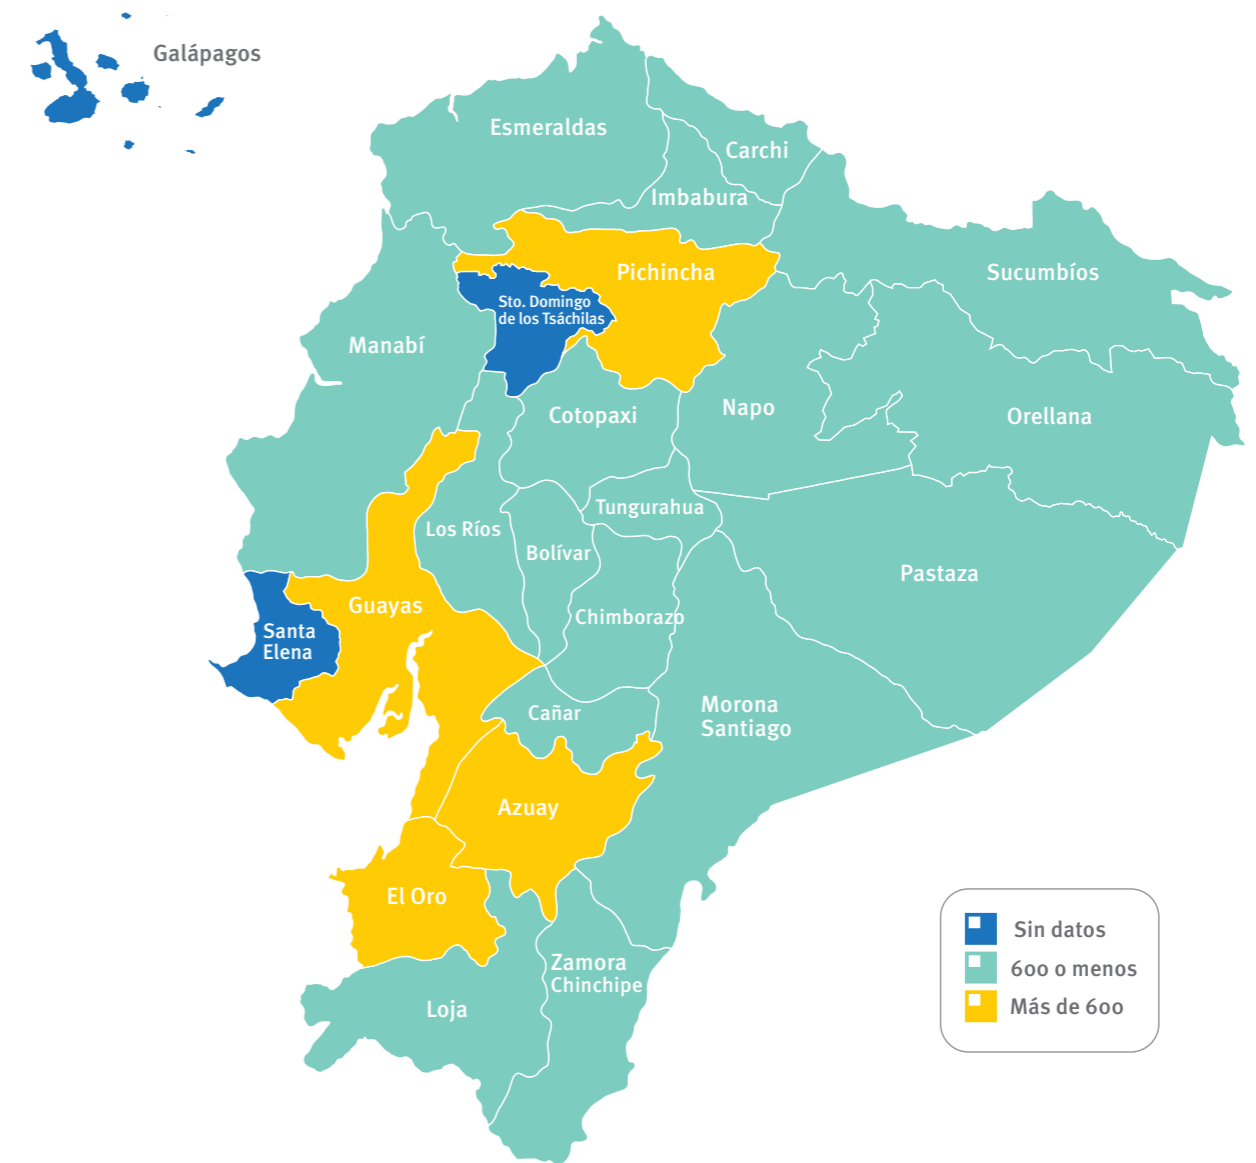 Galápagos
Esmeraldas
Carchi
Imbabura
Pichincha
Sucumbíos
Sto. Domingo
de los Tsáchilas
Manabí
Cotopaxi
Napo
Orellana
Tungurahua
Los Ríos
Bolívar
Pastaza
Guayas
Chimborazo
Santa
Elena
Morona
Santiago
Cañar
Azuay
El Oro
Zamora
Chinchipe
Loja
Sin datos
600 o menos
Más de 600